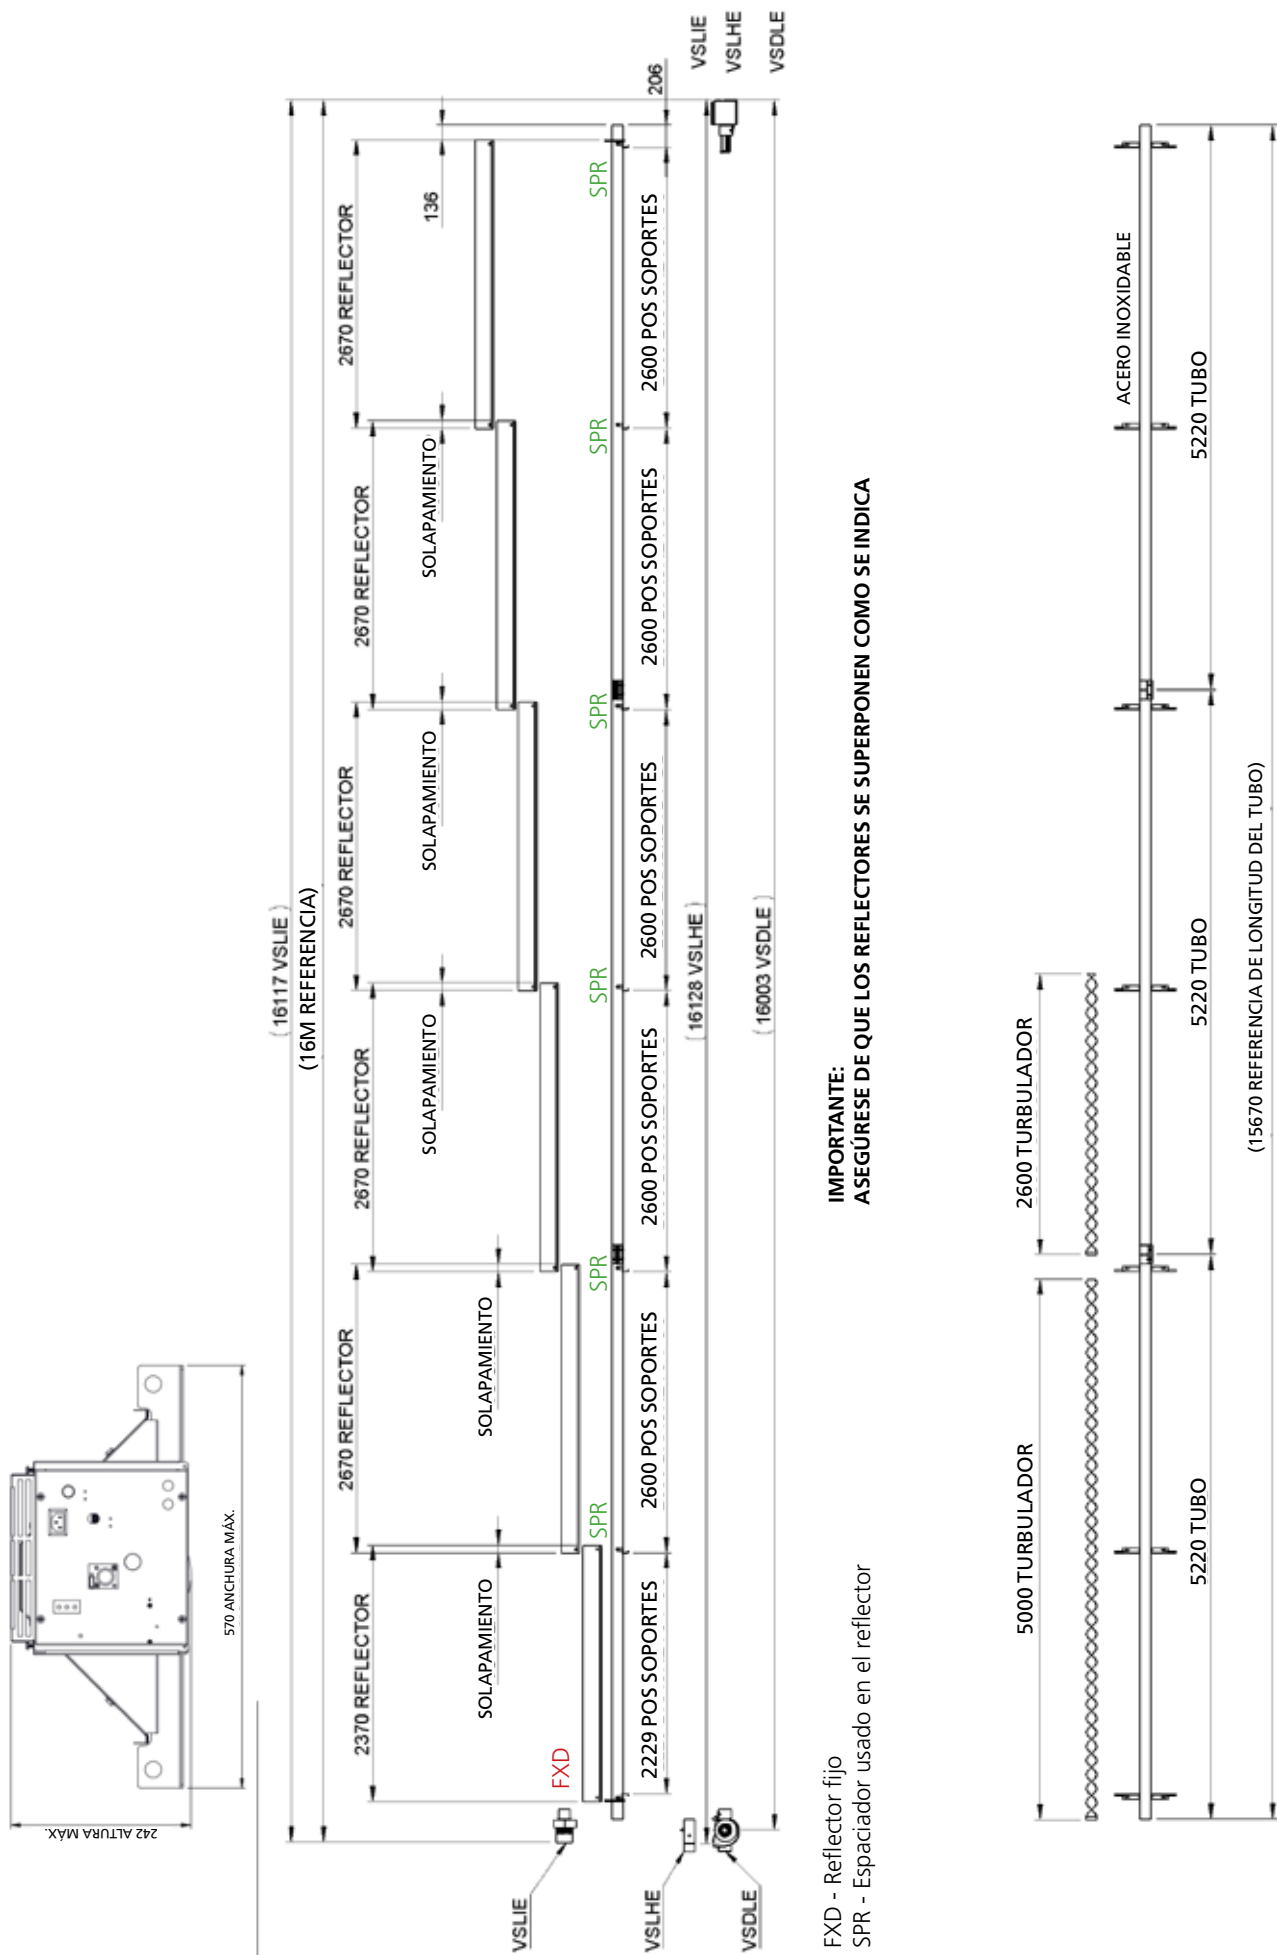 242 ALTURA MÁX.
570 ANCHURA MÁX.
( 16117 VSLIE )
(16M REFERENCIA)
2370 REFLECTOR
2670 REFLECTOR
2670 REFLECTOR
2670 REFLECTOR
2670 REFLECTOR
2670 REFLECTOR
136
SOLAPAMIENTO
SOLAPAMIENTO
SOLAPAMIENTO
SOLAPAMIENTO
SOLAPAMIENTO
VSLIE
FXD
SPR
SPR
SPR
SPR
SPR
SPR
2229 POS SOPORTES
2600 POS SOPORTES
2600 POS SOPORTES
2600 POS SOPORTES
2600 POS SOPORTES
2600 POS SOPORTES
206
VSLHE
( 16128 VSLHE )
VSLIE
VSLHE
VSDLE
( 16003 VSDLE )
VSDLE
FXD - Reflector fijo
SPR - Espaciador usado en el reflector
IMPORTANTE:
ASEGÚRESE DE QUE LOS REFLECTORES SE SUPERPONEN COMO SE INDICA
5000 TURBULADOR
2600 TURBULADOR
ACERO INOXIDABLE
5220 TUBO
5220 TUBO
5220 TUBO
(15670 REFERENCIA DE LONGITUD DEL TUBO)